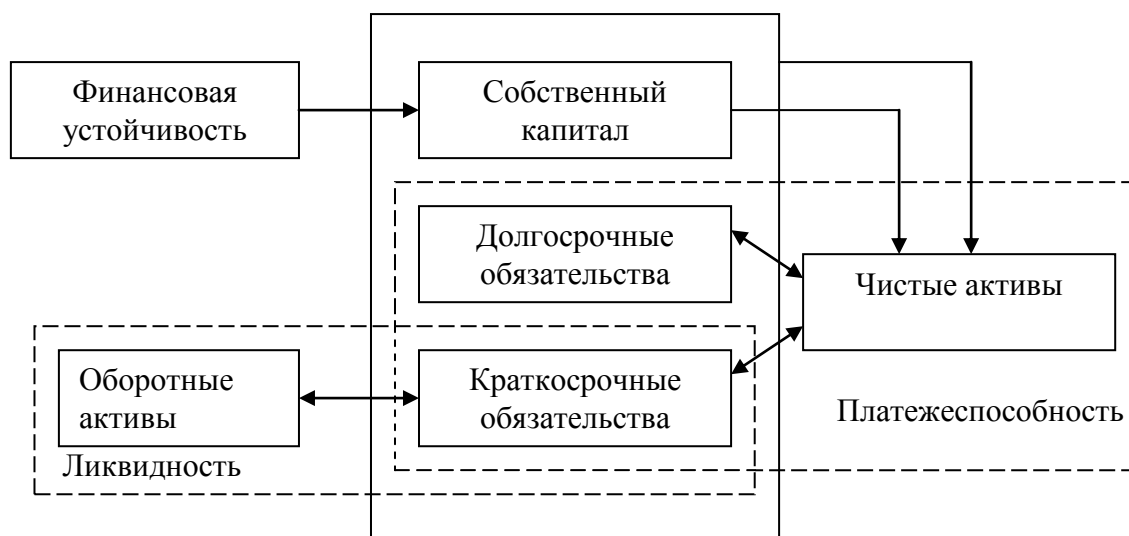 Финансовая
устойчивость
Собственный
капитал
Долгосрочные
обязательства
Чистые активы
Оборотные
активы
Краткосрочные
обязательства
Платежеспособность
Ликвидность